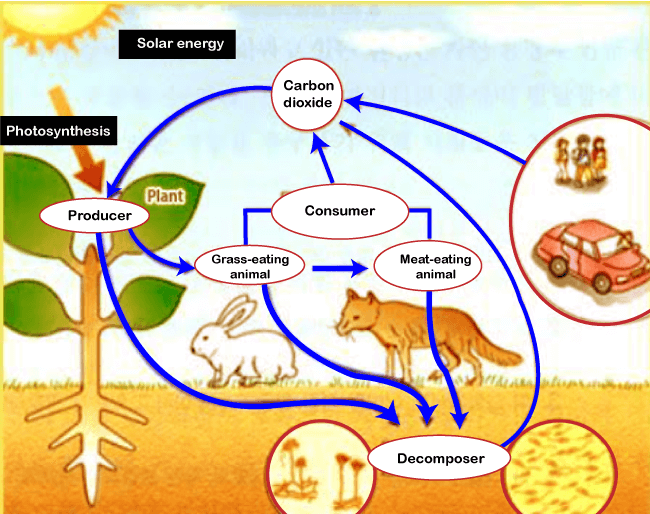 Solar energy
Carbon
dioxide
Photosynthesis
Plant
Producer
Consumer
Grass-eating
animal
Meat-eating
animal
Decomposer